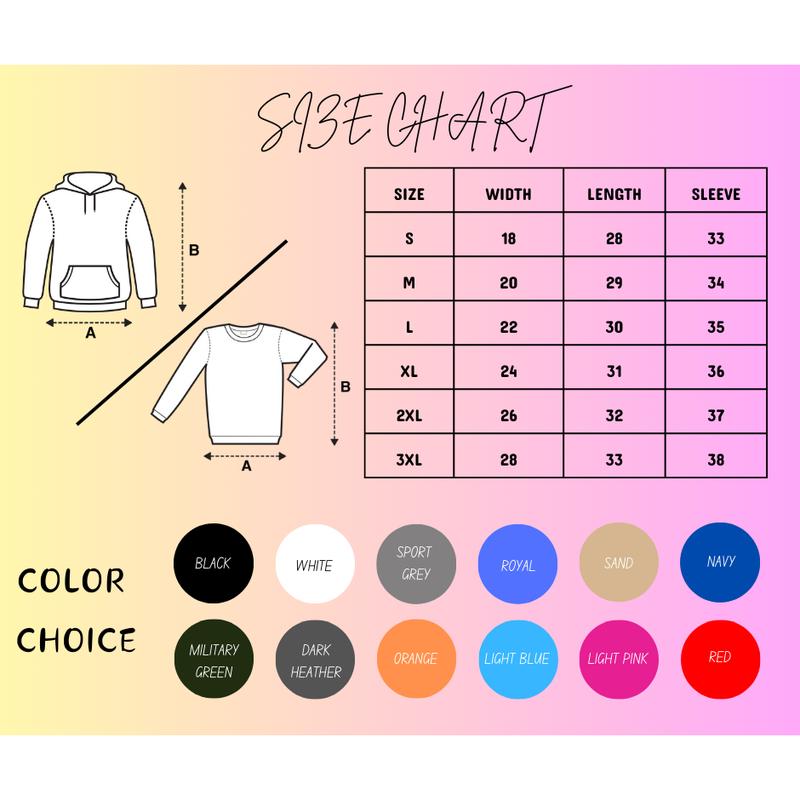 SIZE CHART
SIZE WIDTH LENGTH SLEEVE
S 18 28 33
M 20 29 34
L 22 30 35
XL 24 31 36
2XL 26 32 37
3XL 28 33 38
B
A
B
A
COLOR
CHOICE
BLACK
WHITE
SPORT
GREY
ROYAL
SAND
NAVY
MILITARY
GREEN
DARK
HEATHER
ORANGE
LIGHT BLUE
LIGHT PINK
RED